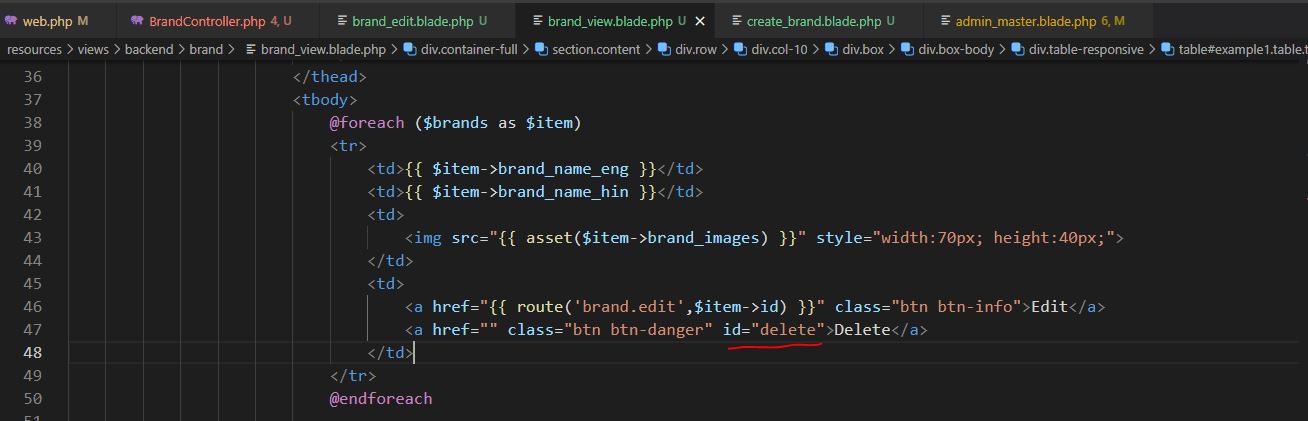 web.php M BrandController.php 4, U brand_edit.blade.php U brand_view.blade.php U × create_brand.blade.php U admin_master.blade.php 6, M
resources > views > backend > brand > brand_view.blade.php > div.container-full > section.content > div.row > div.col-10 > div.box > div.box-body > div.table-responsive > table#example1.table.t
36 </thead>
37 <tbody>
38 @foreach ($brands as $item)
39 <tr>
40 <td>{{ $item->brand_name_eng }}</td>
41 <td>{{ $item->brand_name_hin }}</td>
42 <td>
43 <img src="{{ asset($item->brand_images) }}" style="width:70px; height:40px;">
44 </td>
45 <td>
46 <a href="{{ route('brand.edit',$item->id) }}" class="btn btn-info">Edit</a>
47 <a href="" class="btn btn-danger" id="delete">Delete</a>
48 </td>
49 </tr>
50 @endforeach
51